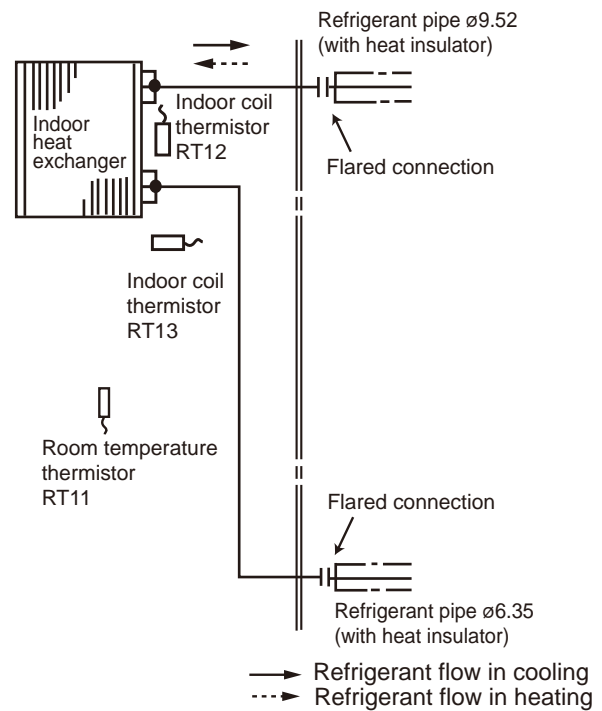 Refrigerant pipe ø9.52
(with heat insulator)
Indoor
heat
exchanger
Indoor coil
thermistor
RT12
Flared connection
Indoor coil
thermistor
RT13
Room temperature
thermistor
RT11
Flared connection
Refrigerant pipe ø6.35
(with heat insulator)
Refrigerant flow in cooling
Refrigerant flow in heating